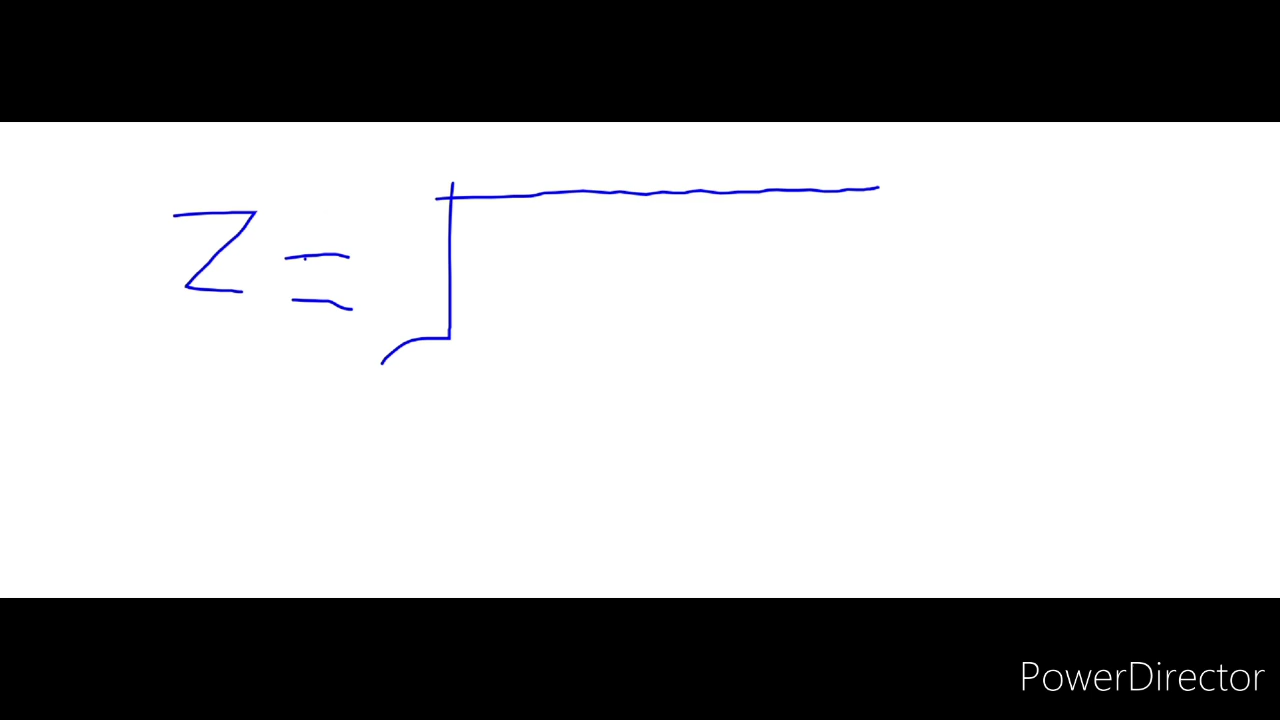 Z = √
PowerDirector